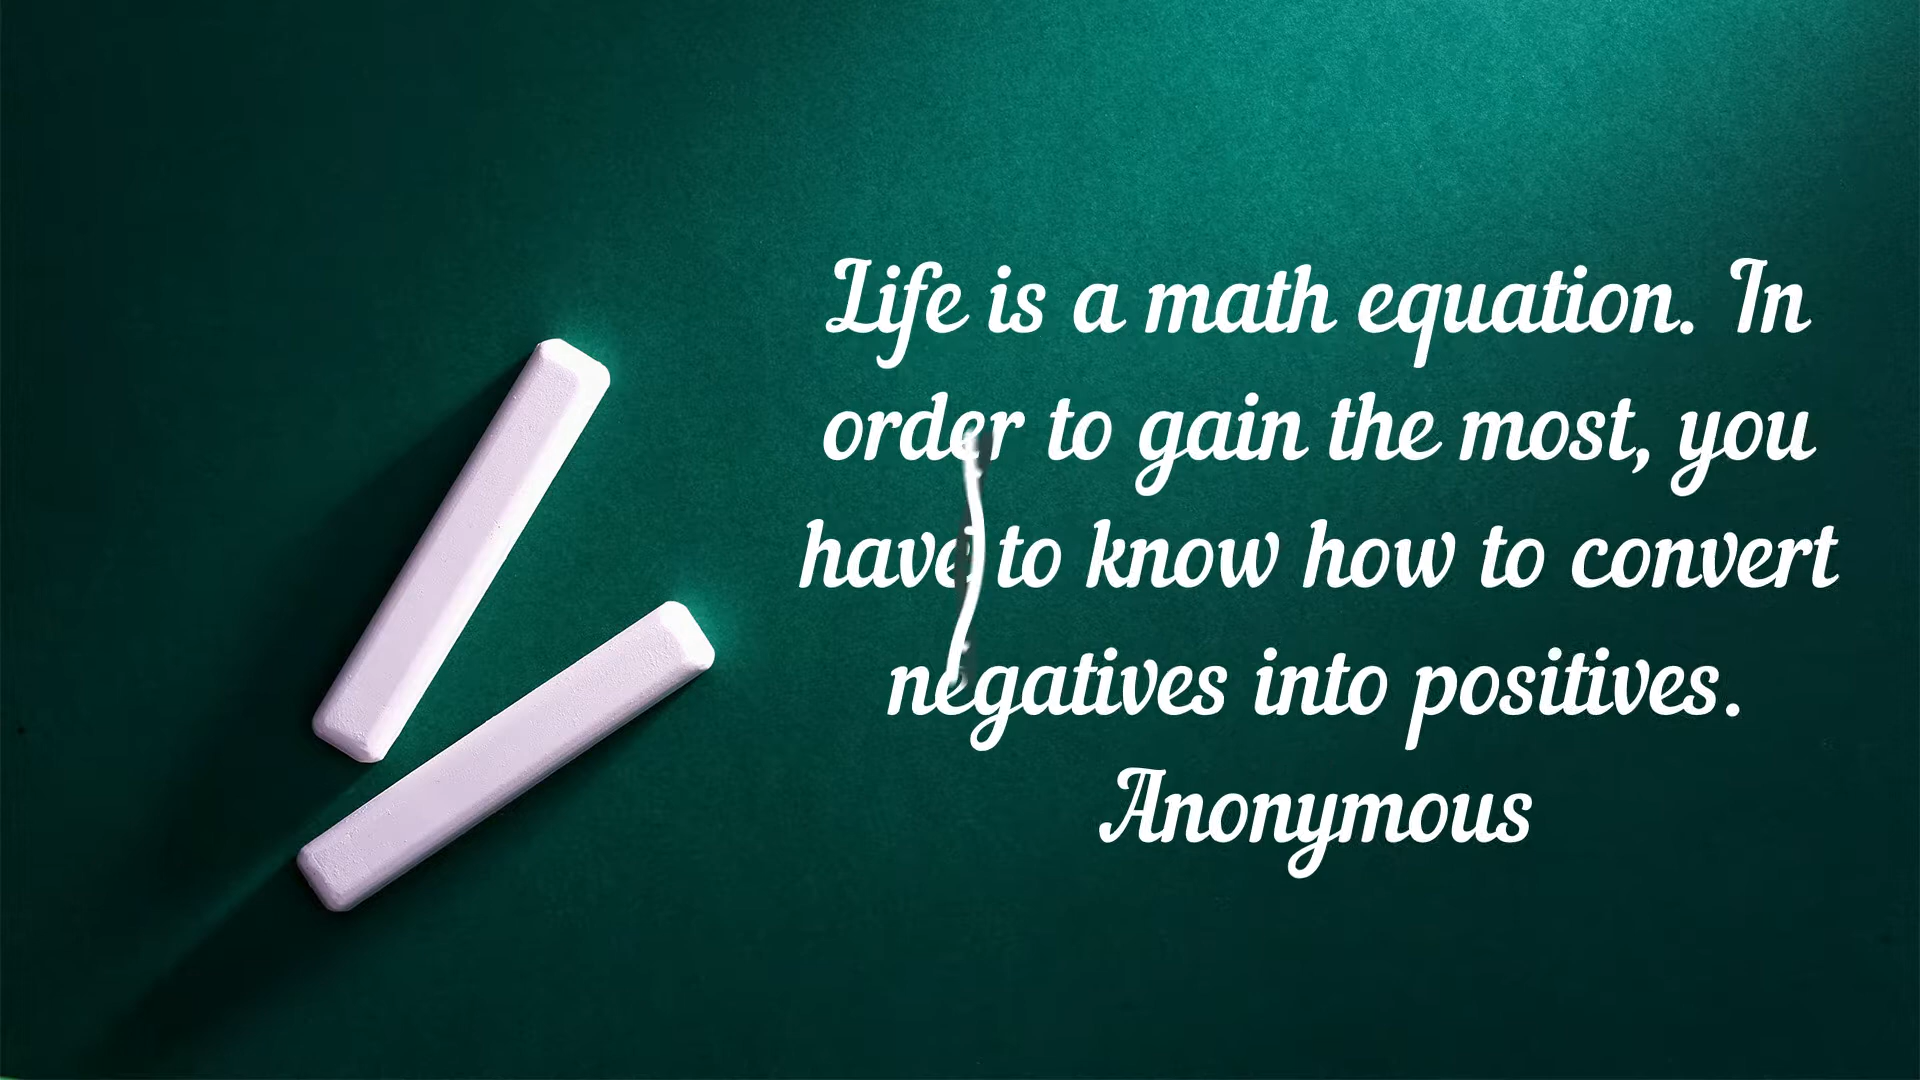 Life is a math equation. In
order to gain the most, you
have to know how to convert
negatives into positives.
Anonymous